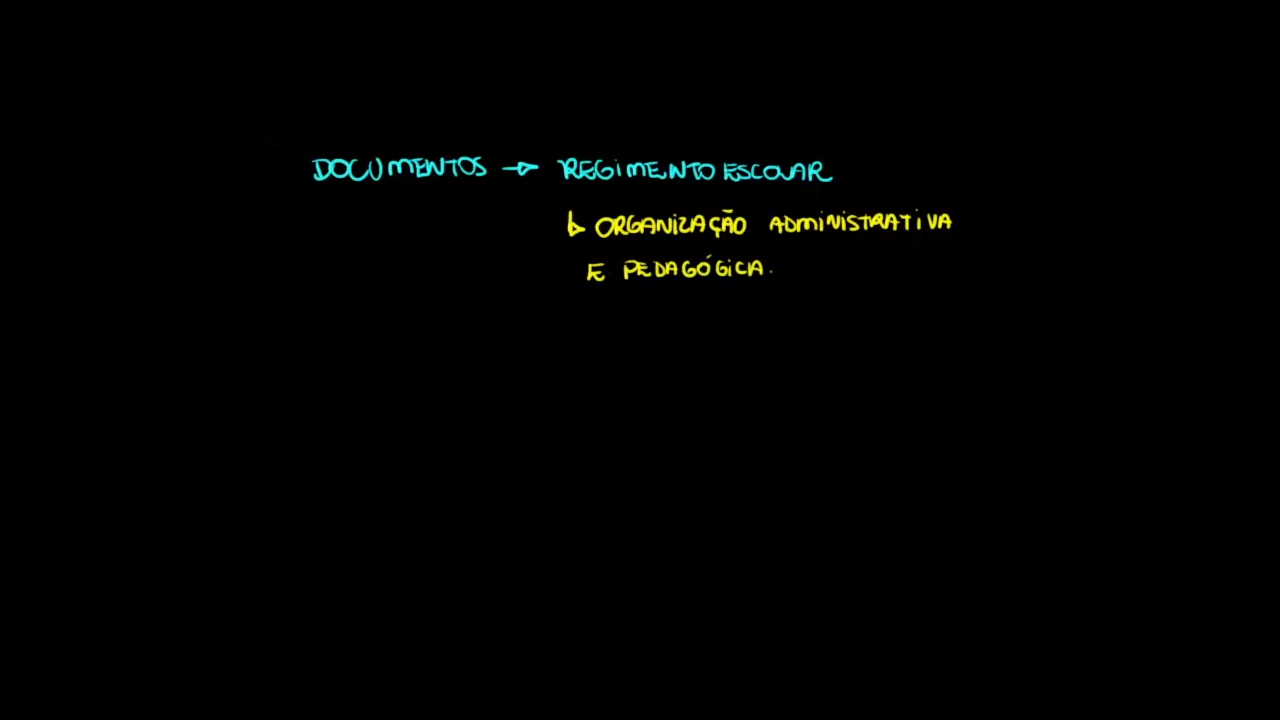 DOCUMENTOS → REGIMENTO ESCOLAR
↳ ORGANIZAÇÃO ADMINISTRATIVA
E PEDAGÓGICA.